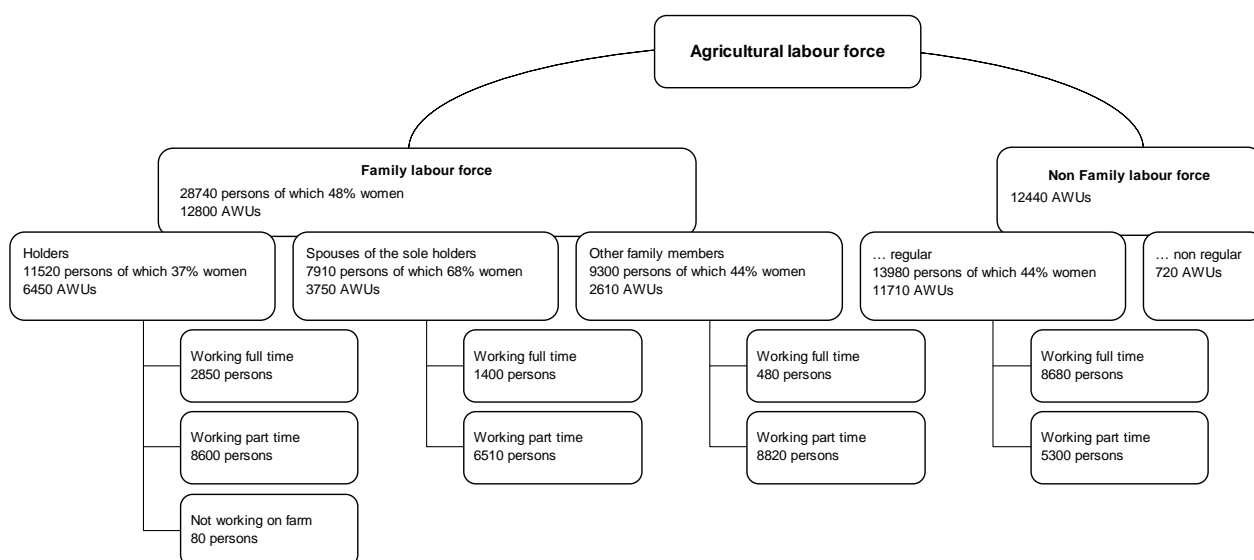 Agricultural labour force
Family labour force
28740 persons of which 48% women
12800 AWUs
Non Family labour force
12440 AWUs
Holders
11520 persons of which 37% women
6450 AWUs
Spouses of the sole holders
7910 persons of which 68% women
3750 AWUs
Other family members
9300 persons of which 44% women
2610 AWUs
... regular
13980 persons of which 44% women
11710 AWUs
... non regular
720 AWUs
Working full time
2850 persons
Working full time
1400 persons
Working full time
480 persons
Working full time
8680 persons
Working part time
8600 persons
Working part time
6510 persons
Working part time
8820 persons
Working part time
5300 persons
Not working on farm
80 persons